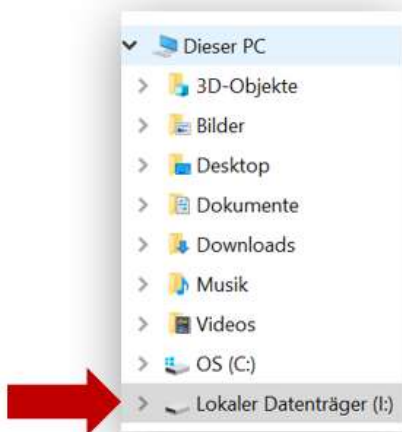 Dieser PC
3D-Objekte
Bilder
Desktop
Dokumente
Downloads
Musik
Videos
OS (C:)
Lokaler Datenträger (I:)